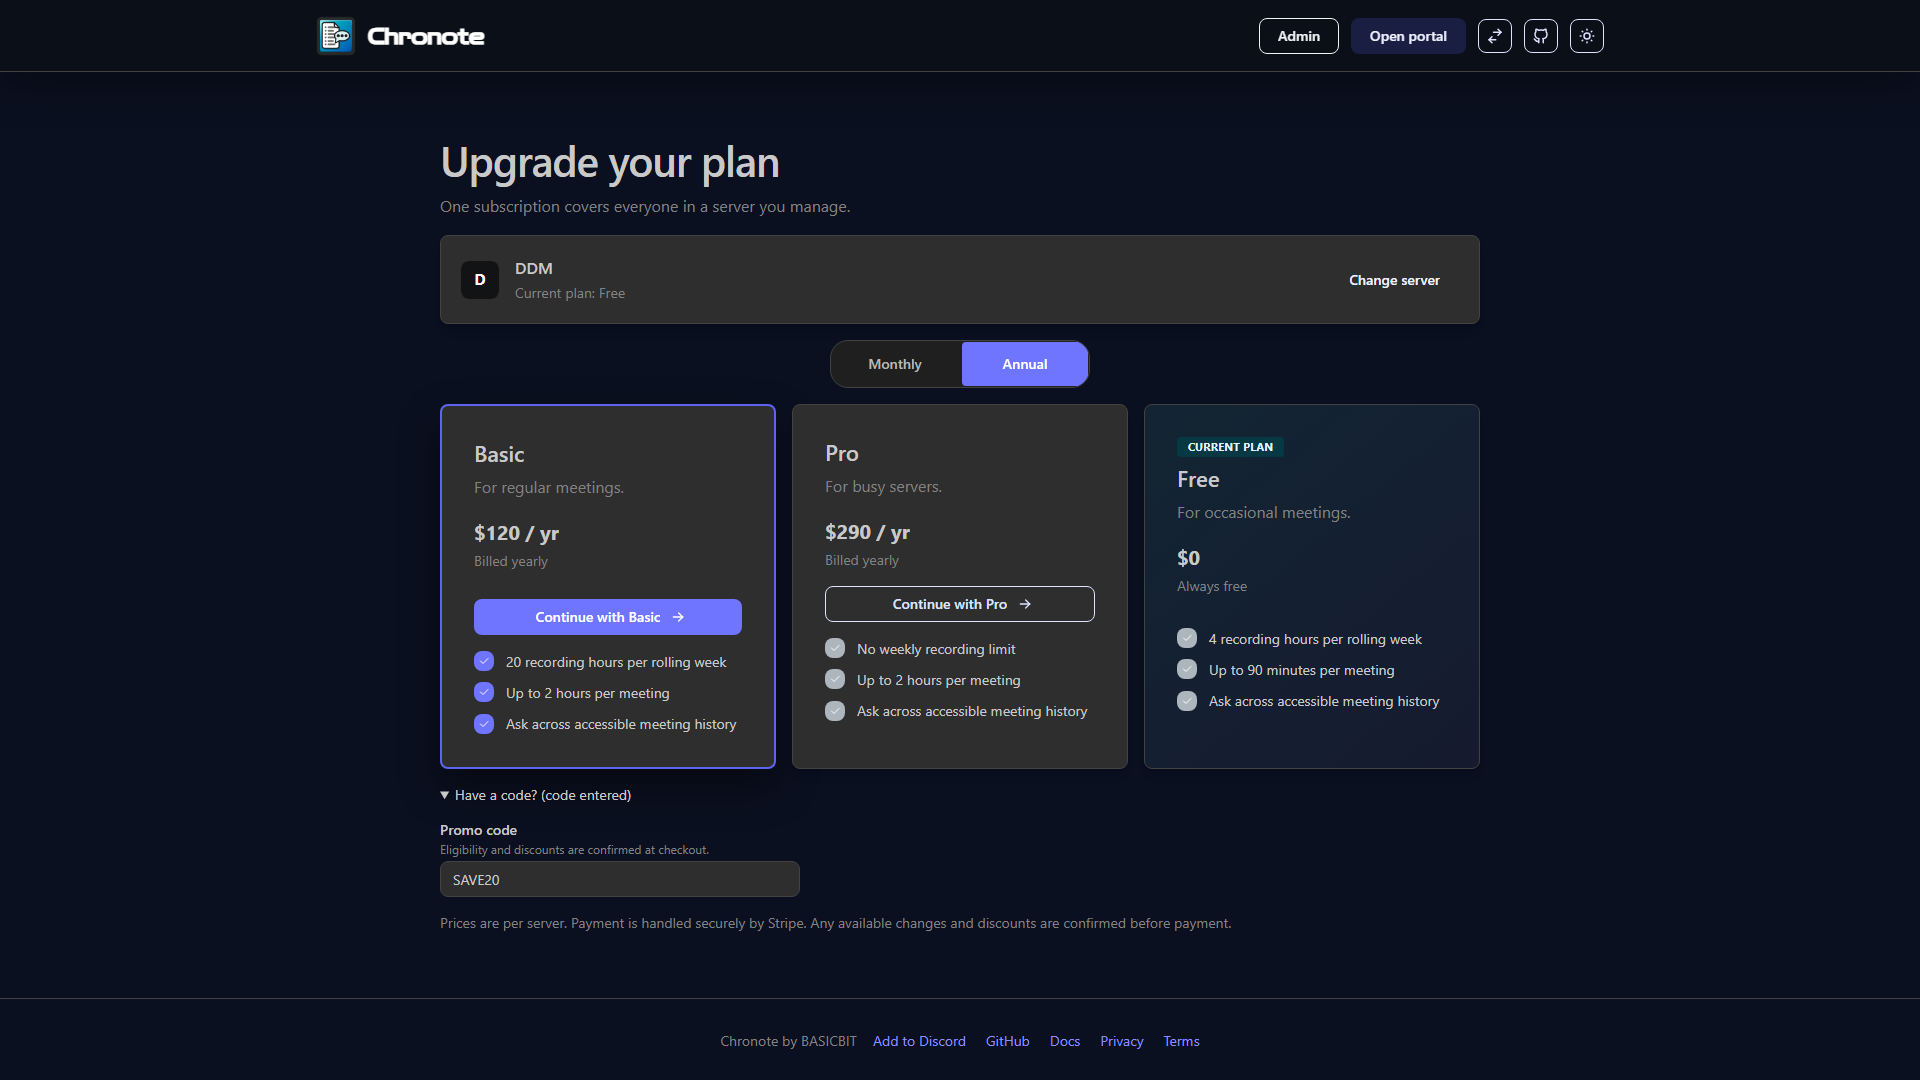 Chronote
Admin
Open portal
Upgrade your plan
One subscription covers everyone in a server you manage.
D
DDM
Current plan: Free
Change server
Monthly
Annual
Basic
For regular meetings.
$120 / yr
Billed yearly
Continue with Basic →
20 recording hours per rolling week
Up to 2 hours per meeting
Ask across accessible meeting history
Pro
For busy servers.
$290 / yr
Billed yearly
Continue with Pro →
No weekly recording limit
Up to 2 hours per meeting
Ask across accessible meeting history
CURRENT PLAN
Free
For occasional meetings.
$0
Always free
4 recording hours per rolling week
Up to 90 minutes per meeting
Ask across accessible meeting history
▼ Have a code? (code entered)
Promo code
Eligibility and discounts are confirmed at checkout.
SAVE20
Prices are per server. Payment is handled securely by Stripe. Any available changes and discounts are confirmed before payment.
Chronote by BASICBIT Add to Discord GitHub Docs Privacy Terms